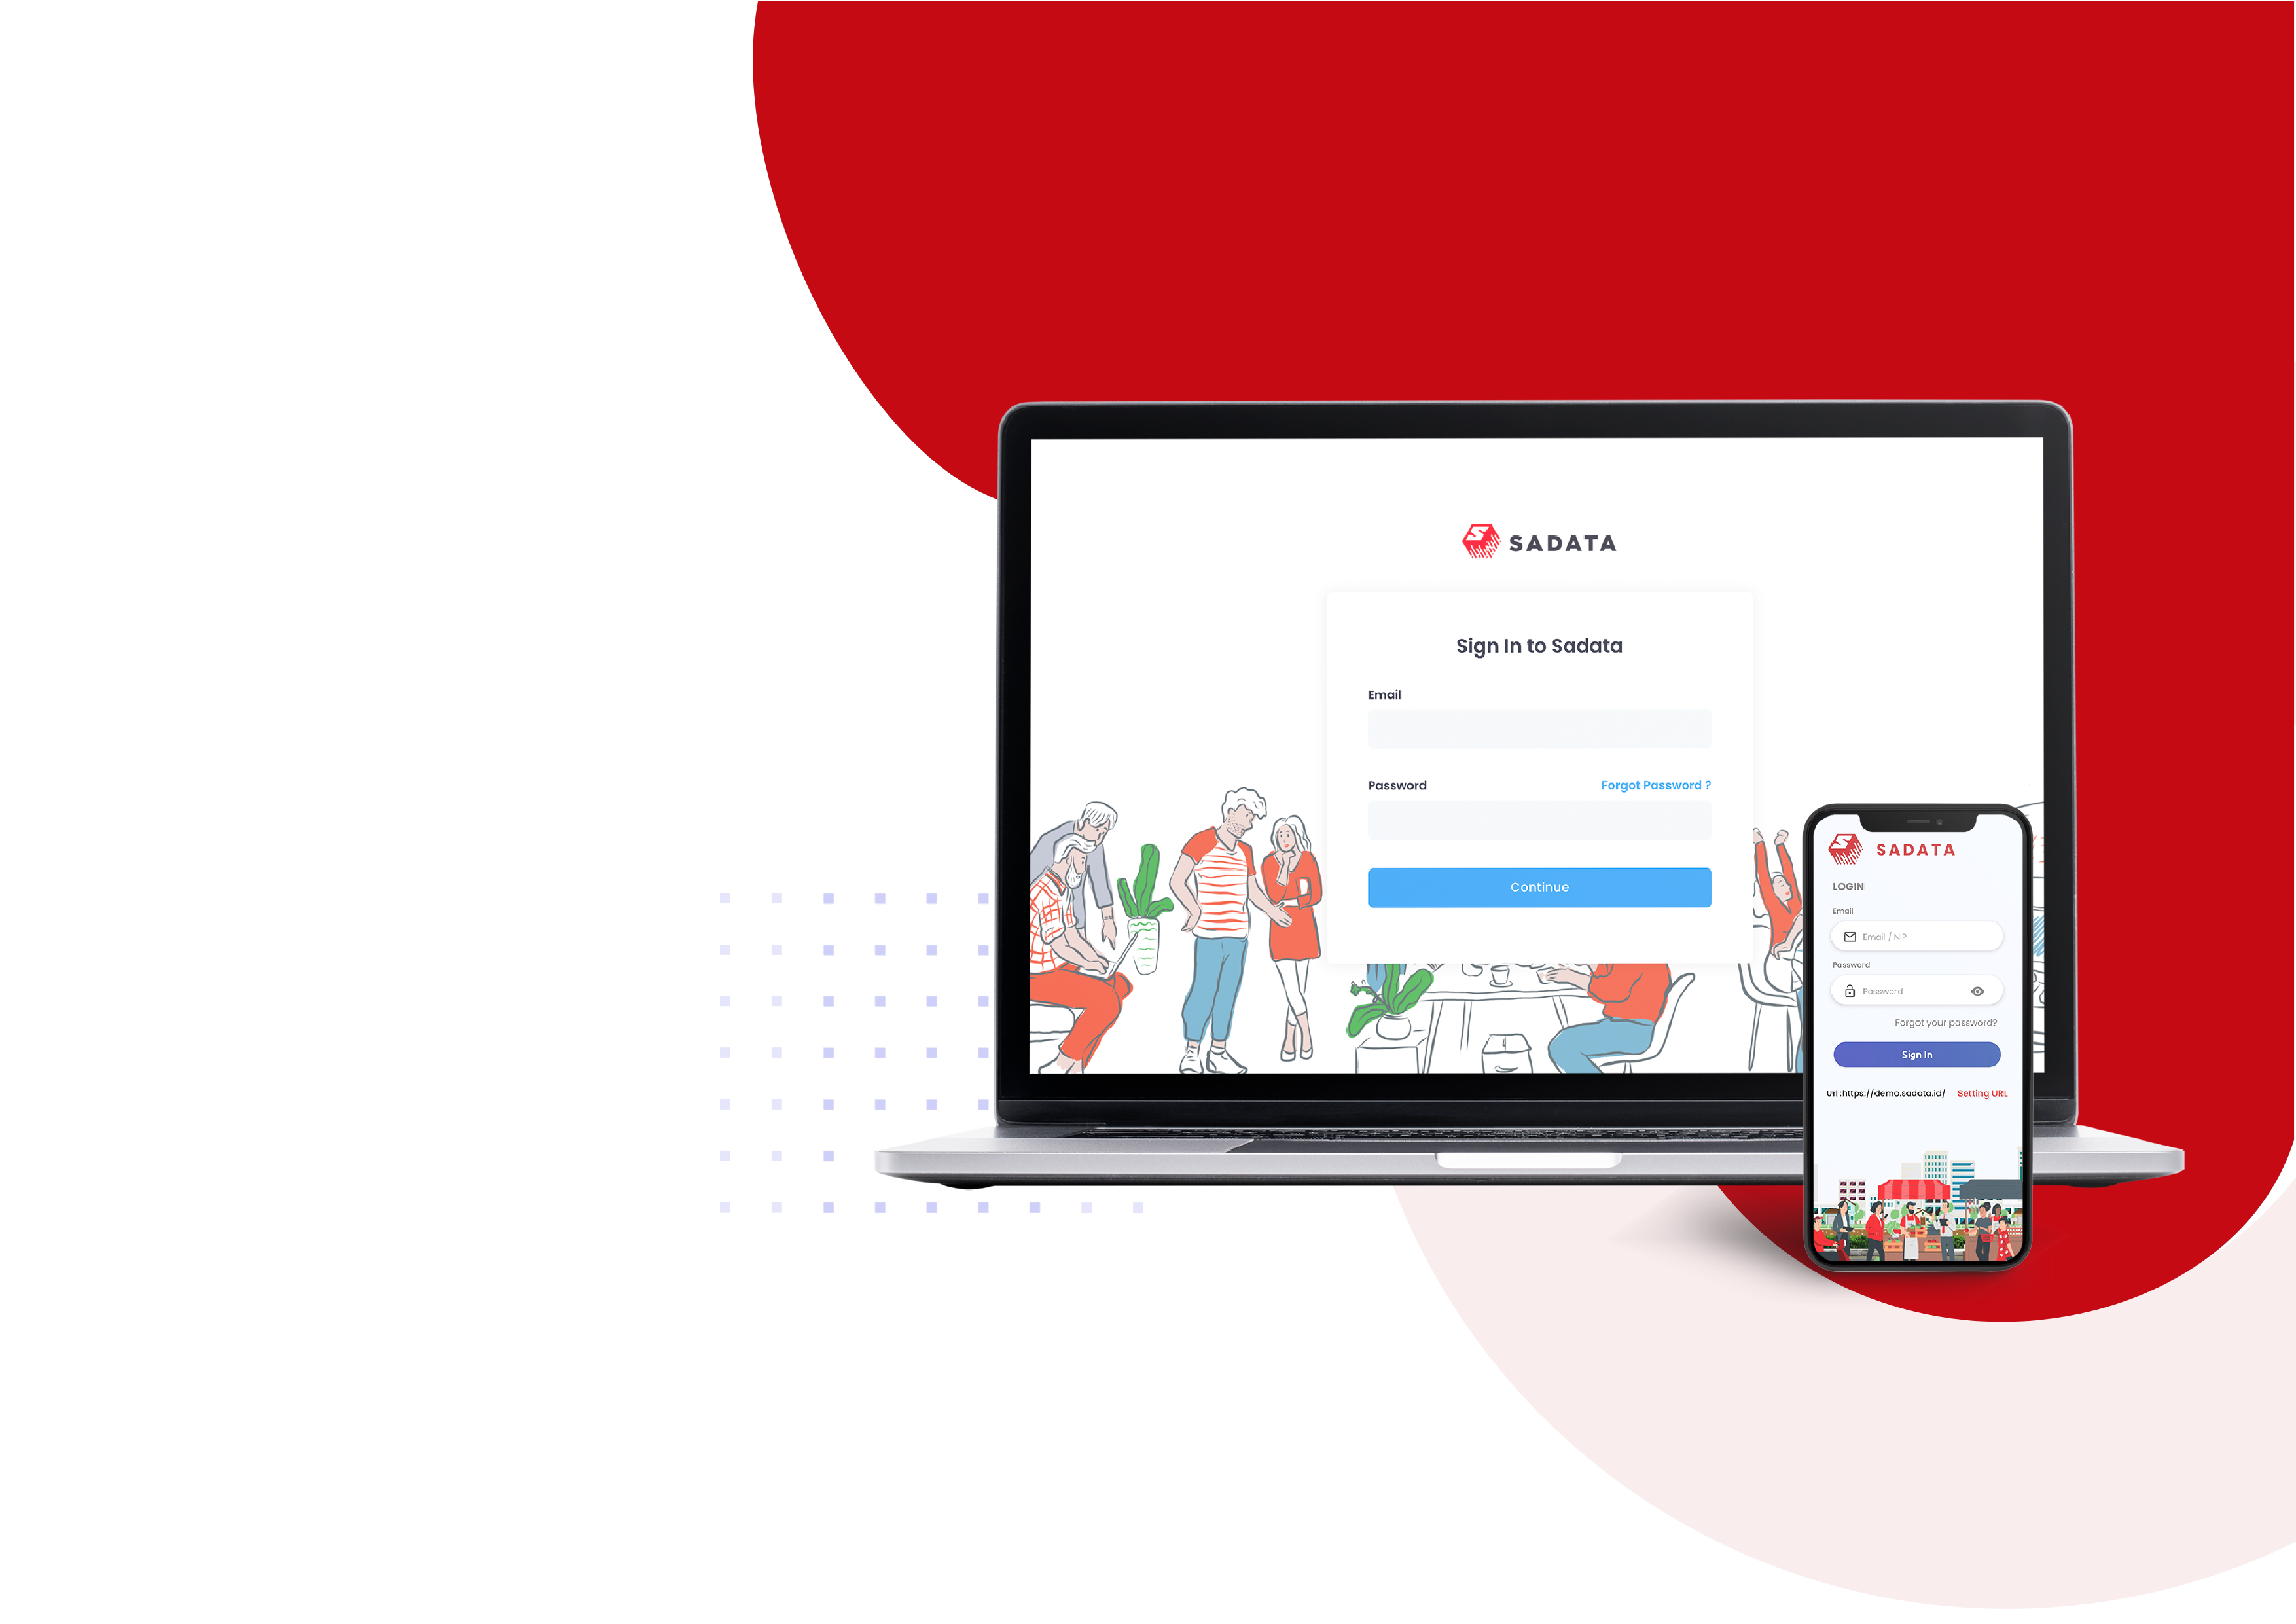 SADATA
Sign In to Sadata
Email
Password
Forgot Password ?
Continue
SADATA
LOGIN
Email
Email / NIP
Password
Password
Forgot your password?
Sign In
Url :https://demo.sadata.id/
Setting URL